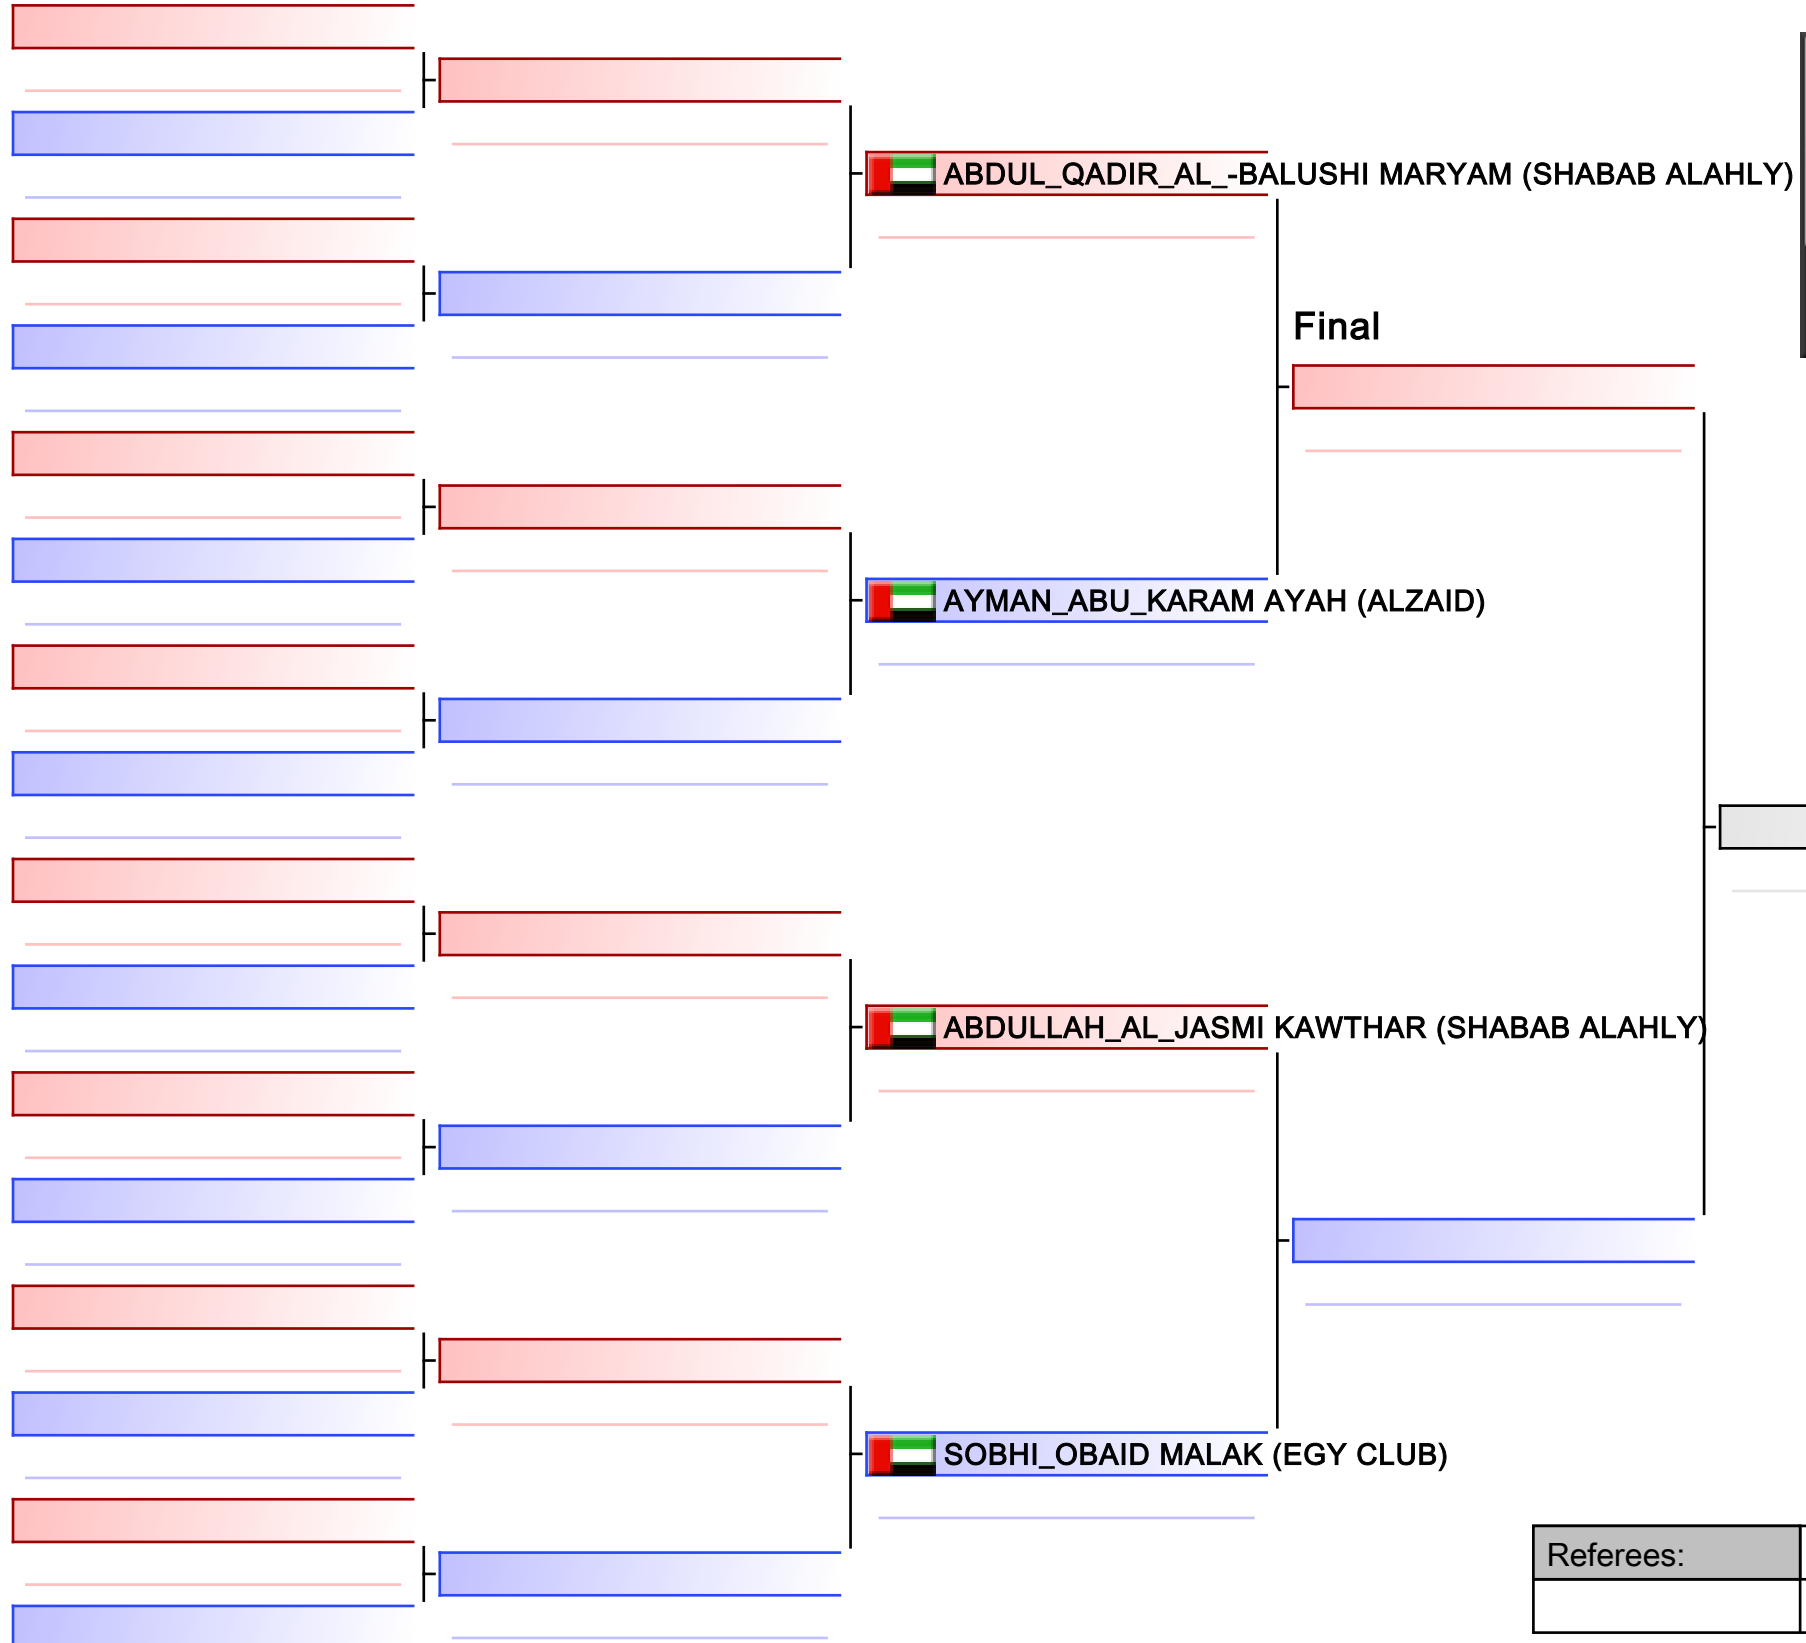 ABDUL_QADIR_AL_-BALUSHI MARYAM (SHABAB ALAHLY)
Final
AYMAN_ABU_KARAM AYAH (ALZAID)
ABDULLAH_AL_JASMI KAWTHAR (SHABAB ALAHLY)
SOBHI_OBAID MALAK (EGY CLUB)
Referees: